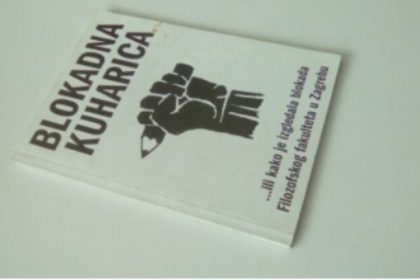 BLOKADNA
KUHARICA
...ili kako je izgledala blokada
Filozofskog fakulteta u Zagrebu